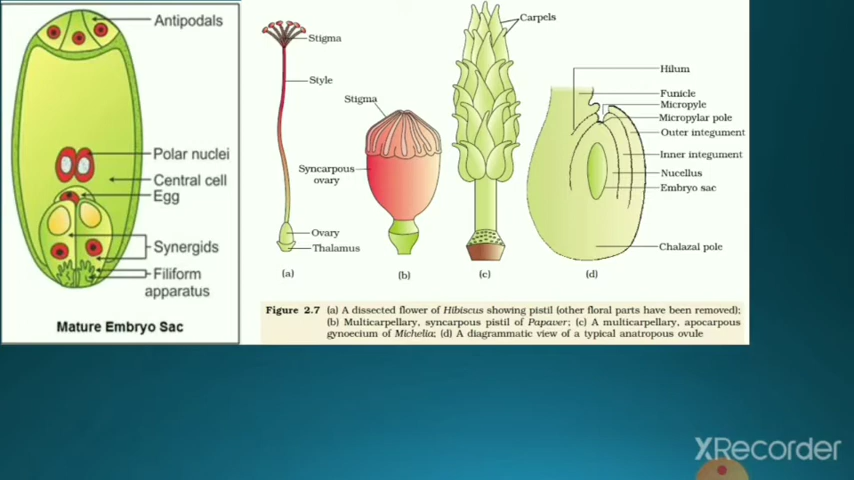 Antipodals
Polar nuclei
Central cell
Egg
Synergids
Filiform
apparatus
Mature Embryo Sac
Stigma
Style
Ovary
Thalamus
(a)
Stigma
Syncarpous
ovary
(b)
Carpels
(c)
Hilum
Funicle
Micropyle
Micropylar pole
Outer integument
Inner integument
Nucellus
Embryo sac
Chalazal pole
(d)
Figure 2.7 (a) A dissected flower of Hibiscus showing pistil (other floral parts have been removed);
(b) Multicarpellary, syncarpous pistil of Papaver; (c) A multicarpellary, apocarpous
gynoecium of Michelia; (d) A diagrammatic view of a typical anatropous ovule
XRecorder